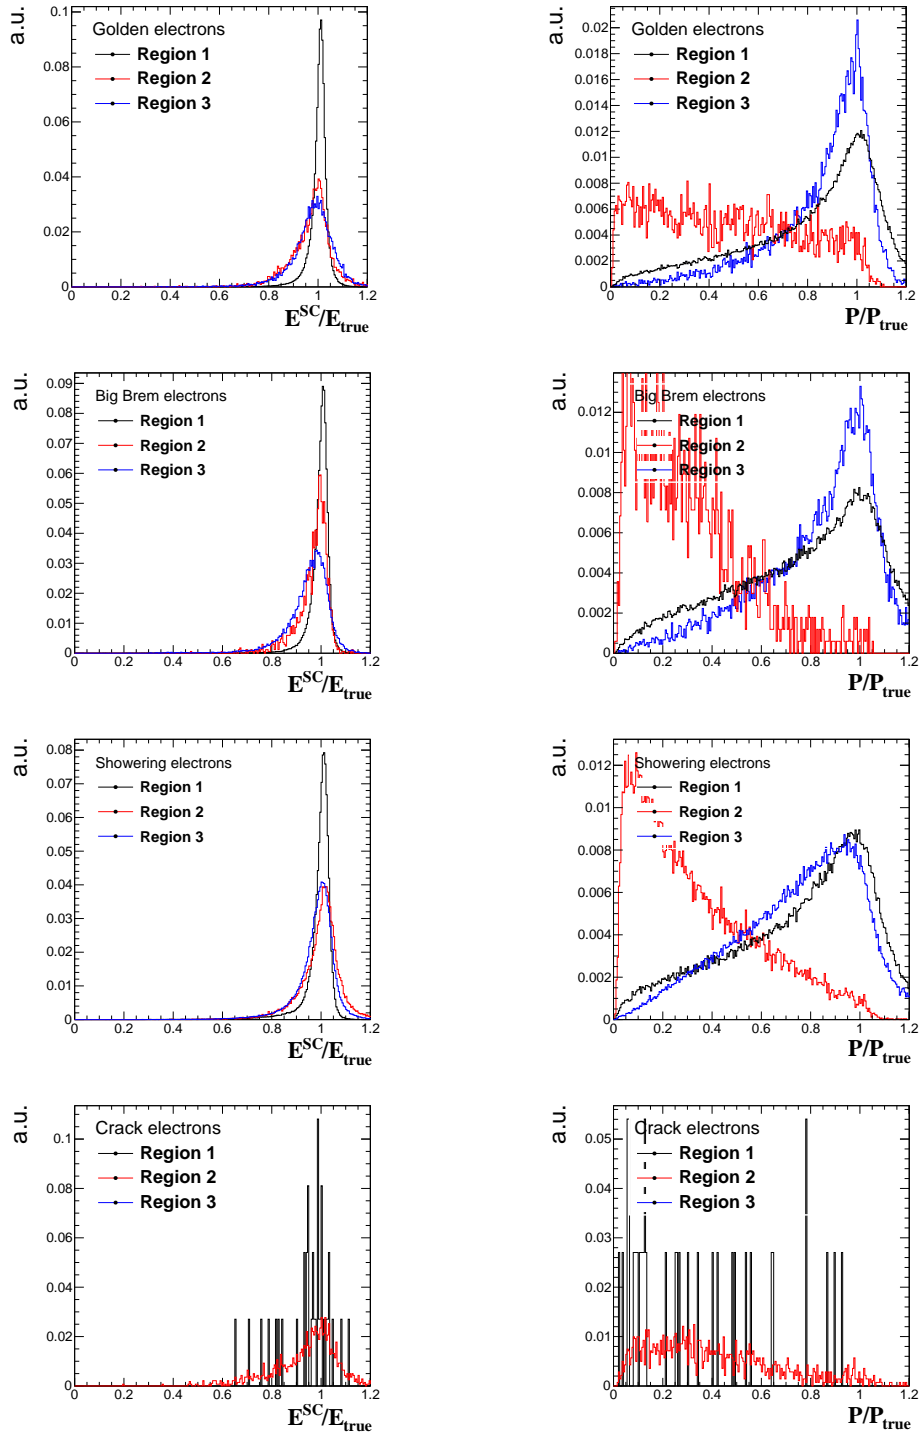 a.u.
Golden electrons
Region 1
Region 2
Region 3
0.1
0.08
0.06
0.04
0.02
0
0 0.2 0.4 0.6 0.8 1 1.2
E^SC/E_true
a.u.
Golden electrons
Region 1
Region 2
Region 3
0.02
0.018
0.016
0.014
0.012
0.01
0.008
0.006
0.004
0.002
0
0 0.2 0.4 0.6 0.8 1 1.2
P/P_true
a.u.
Big Brem electrons
Region 1
Region 2
Region 3
0.09
0.08
0.07
0.06
0.05
0.04
0.03
0.02
0.01
0
0 0.2 0.4 0.6 0.8 1 1.2
E^SC/E_true
a.u.
Big Brem electrons
Region 1
Region 2
Region 3
0.012
0.01
0.008
0.006
0.004
0.002
0
0 0.2 0.4 0.6 0.8 1 1.2
P/P_true
a.u.
Showering electrons
Region 1
Region 2
Region 3
0.08
0.07
0.06
0.05
0.04
0.03
0.02
0.01
0
0 0.2 0.4 0.6 0.8 1 1.2
E^SC/E_true
a.u.
Showering electrons
Region 1
Region 2
Region 3
0.012
0.01
0.008
0.006
0.004
0.002
0
0 0.2 0.4 0.6 0.8 1 1.2
P/P_true
a.u.
Crack electrons
Region 1
Region 2
Region 3
0.1
0.08
0.06
0.04
0.02
0
0 0.2 0.4 0.6 0.8 1 1.2
E^SC/E_true
a.u.
Crack electrons
Region 1
Region 2
Region 3
0.05
0.04
0.03
0.02
0.01
0
0 0.2 0.4 0.6 0.8 1 1.2
P/P_true